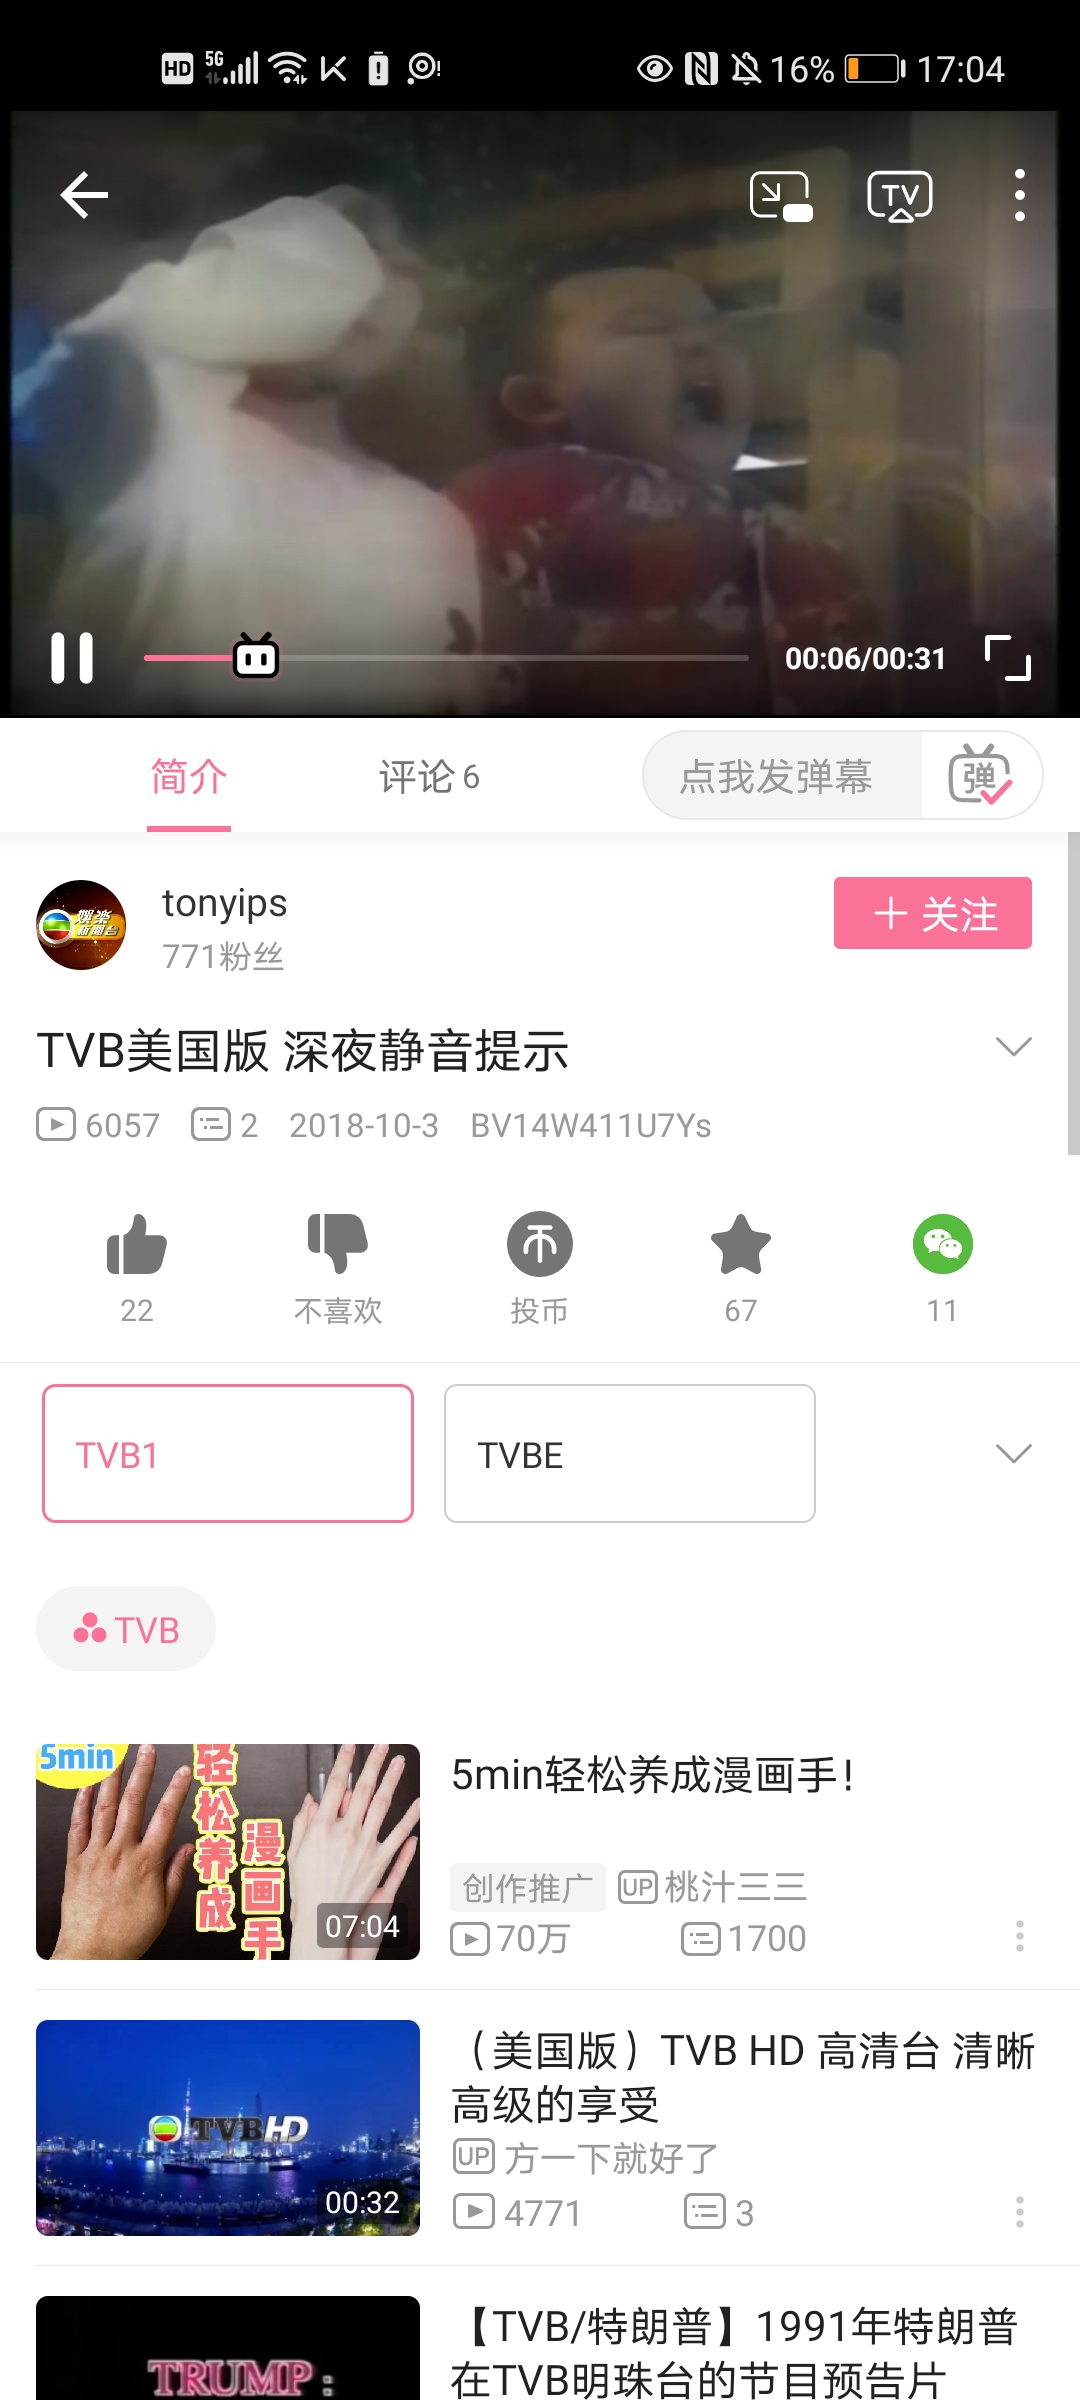 HD 5G 16% 17:04
TV
00:06/00:31
简介 评论 6 点我发弹幕 弹
娱乐
新闻台
tonyips
771粉丝
+ 关注
TVB美国版 深夜静音提示
6057 2 2018-10-3 BV14W411U7Ys
22 不喜欢 投币 67 11
TVB1 TVBE
TVB
5min
轻松养成
漫画手
07:04
5min轻松养成漫画手!
创作推广 UP 桃汁三三
70万 1700
TVBHD
00:32
（美国版）TVB HD 高清台 清晰
高级的享受
UP 方一下就好了
4771 3
TRUMP:
【TVB/特朗普】1991年特朗普
在TVB明珠台的节目预告片